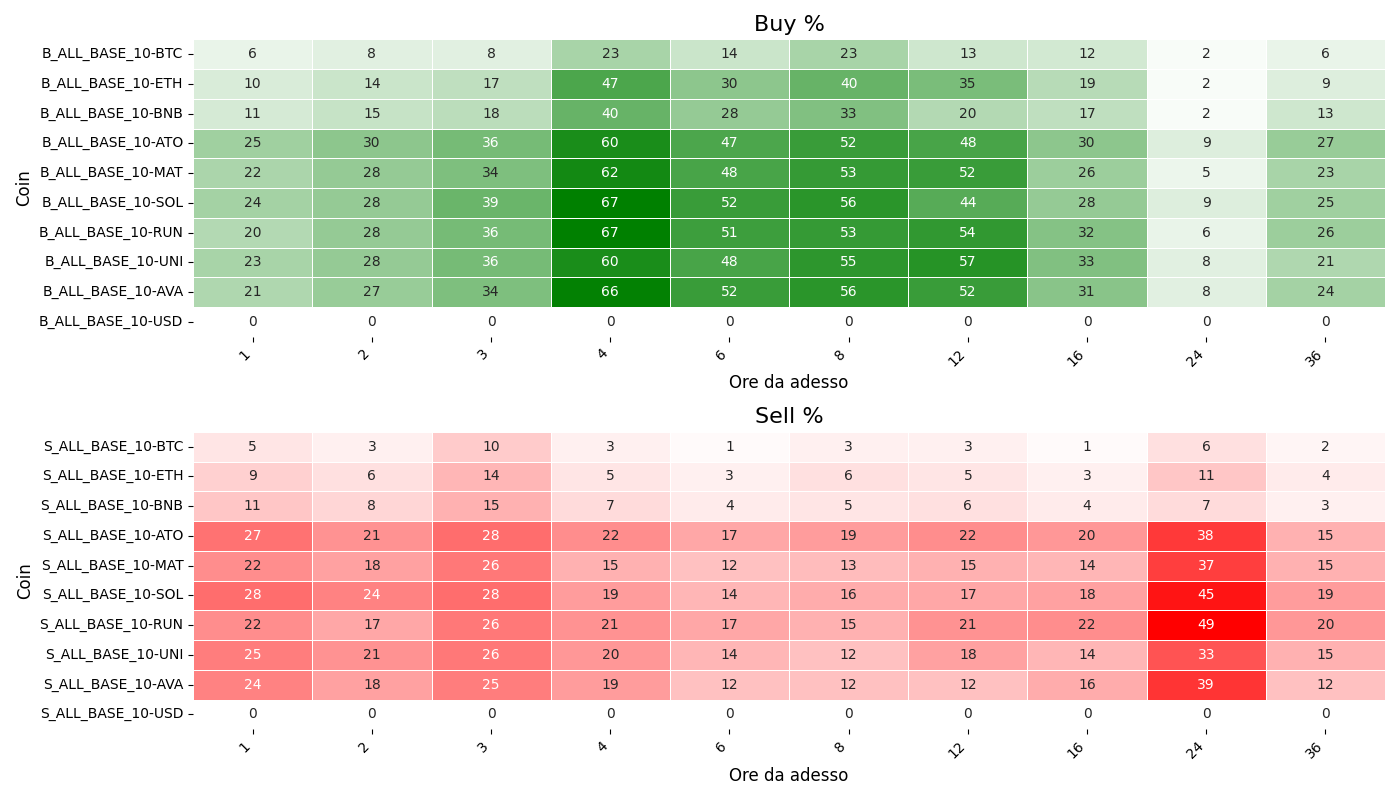 Buy %
Coin
B_ALL_BASE_10-BTC 6 8 8 23 14 23 13 12 2 6
B_ALL_BASE_10-ETH 10 14 17 47 30 40 35 19 2 9
B_ALL_BASE_10-BNB 11 15 18 40 28 33 20 17 2 13
B_ALL_BASE_10-ATO 25 30 36 60 47 52 48 30 9 27
B_ALL_BASE_10-MAT 22 28 34 62 48 53 52 26 5 23
B_ALL_BASE_10-SOL 24 28 39 67 52 56 44 28 9 25
B_ALL_BASE_10-RUN 20 28 36 67 51 53 54 32 6 26
B_ALL_BASE_10-UNI 23 28 36 60 48 55 57 33 8 21
B_ALL_BASE_10-AVA 21 27 34 66 52 56 52 31 8 24
B_ALL_BASE_10-USD 0 0 0 0 0 0 0 0 0 0
1 2 3 4 6 8 12 16 24 36
Ore da adesso
Sell %
Coin
S_ALL_BASE_10-BTC 5 3 10 3 1 3 3 1 6 2
S_ALL_BASE_10-ETH 9 6 14 5 3 6 5 3 11 4
S_ALL_BASE_10-BNB 11 8 15 7 4 5 6 4 7 3
S_ALL_BASE_10-ATO 27 21 28 22 17 19 22 20 38 15
S_ALL_BASE_10-MAT 22 18 26 15 12 13 15 14 37 15
S_ALL_BASE_10-SOL 28 24 28 19 14 16 17 18 45 19
S_ALL_BASE_10-RUN 22 17 26 21 17 15 21 22 49 20
S_ALL_BASE_10-UNI 25 21 26 20 14 12 18 14 33 15
S_ALL_BASE_10-AVA 24 18 25 19 12 12 12 16 39 12
S_ALL_BASE_10-USD 0 0 0 0 0 0 0 0 0 0
1 2 3 4 6 8 12 16 24 36
Ore da adesso